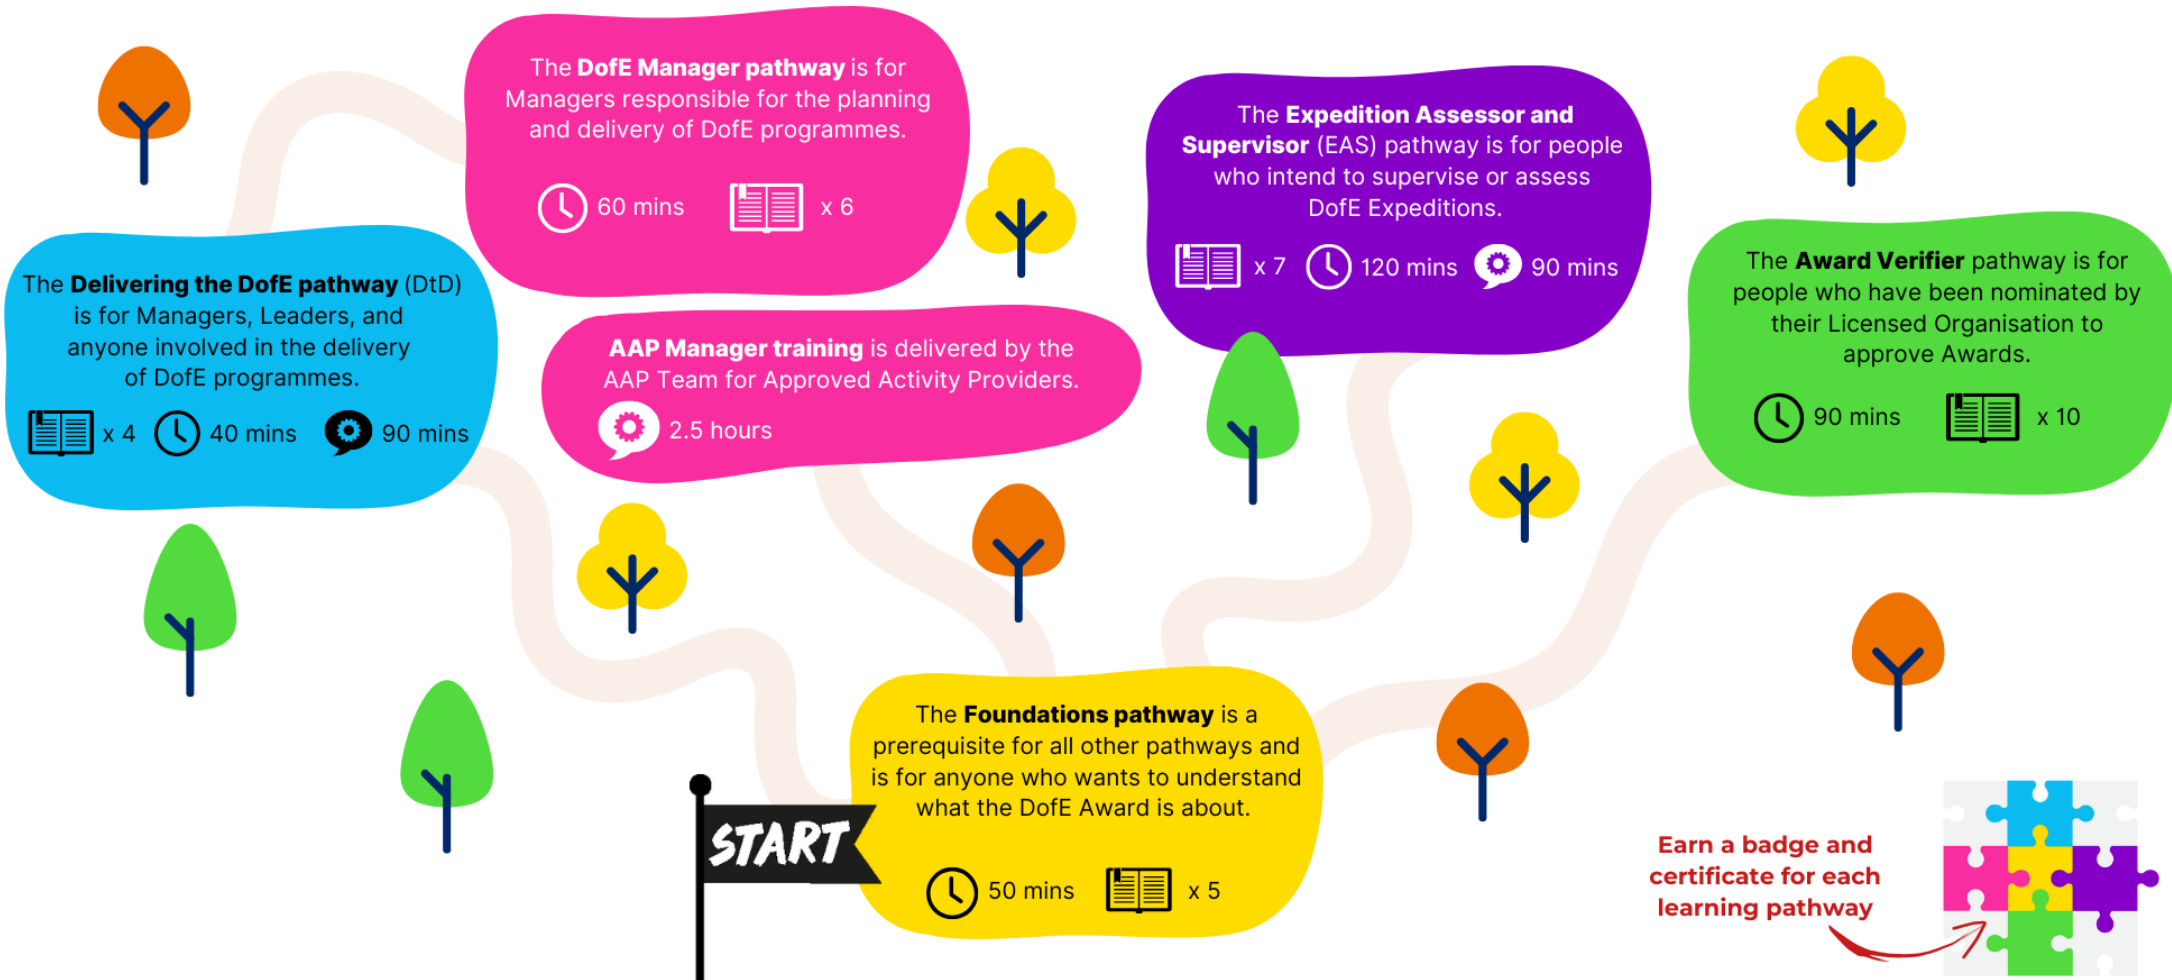 The DofE Manager pathway is for
Managers responsible for the planning
and delivery of DofE programmes.
60 mins
x 6
The Expedition Assessor and
Supervisor (EAS) pathway is for people
who intend to supervise or assess
DofE Expeditions.
x 7
120 mins
90 mins
The Delivering the DofE pathway (DtD)
is for Managers, Leaders, and
anyone involved in the delivery
of DofE programmes.
x 4
40 mins
90 mins
AAP Manager training is delivered by the
AAP Team for Approved Activity Providers.
2.5 hours
The Award Verifier pathway is for
people who have been nominated by
their Licensed Organisation to
approve Awards.
90 mins
x 10
The Foundations pathway is a
prerequisite for all other pathways and
is for anyone who wants to understand
what the DofE Award is about.
START
50 mins
x 5
Earn a badge and
certificate for each
learning pathway